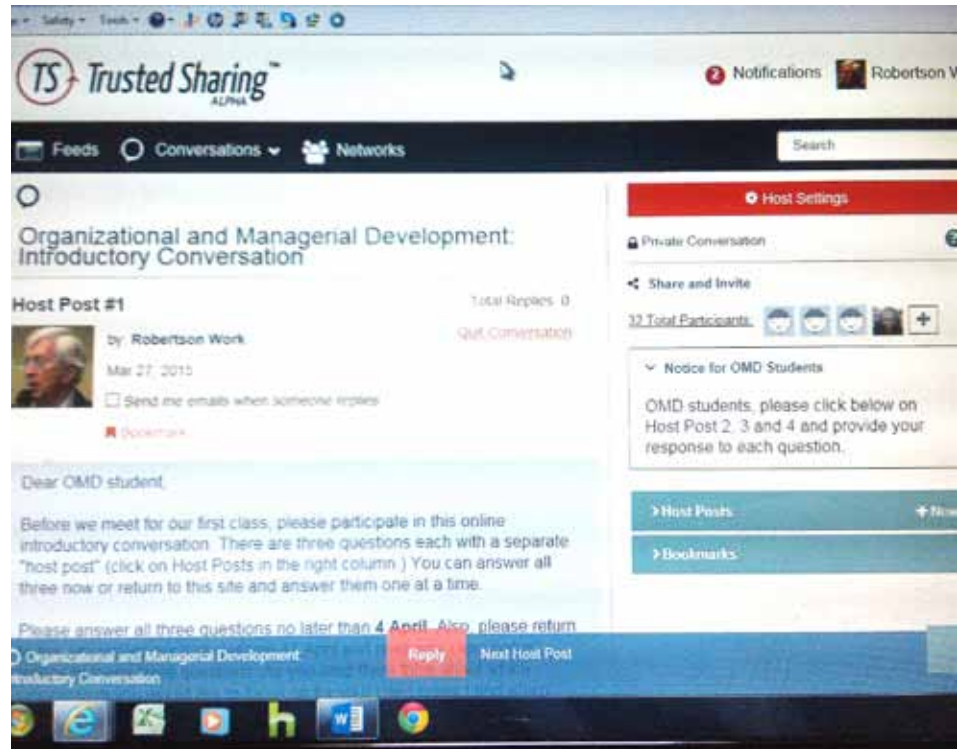 Safety Tools
TS Trusted Sharing™
ALPHA
2 Notifications Robertson W
Feeds Conversations Networks
Search
Organizational and Managerial Development:
Introductory Conversation
Host Post #1
Total Replies: 0
by: Robertson Work
Quit Conversation
Mar 27, 2015
Send me emails when someone replies
Bookmark
Dear OMD student,
Before we meet for our first class, please participate in this online
introductory conversation. There are three questions each with a separate
"host post" (click on Host Posts in the right column.) You can answer all
three now or return to this site and answer them one at a time.
Please answer all three questions no later than 4 April. Also, please return
Organizational and Managerial Development:
Introductory Conversation
Reply
Next Host Post
Host Settings
Private Conversation
Share and Invite
32 Total Participants
Notice for OMD Students
OMD students, please click below on
Host Post 2, 3 and 4 and provide your
response to each question.
Host Posts
+ New
Bookmarks